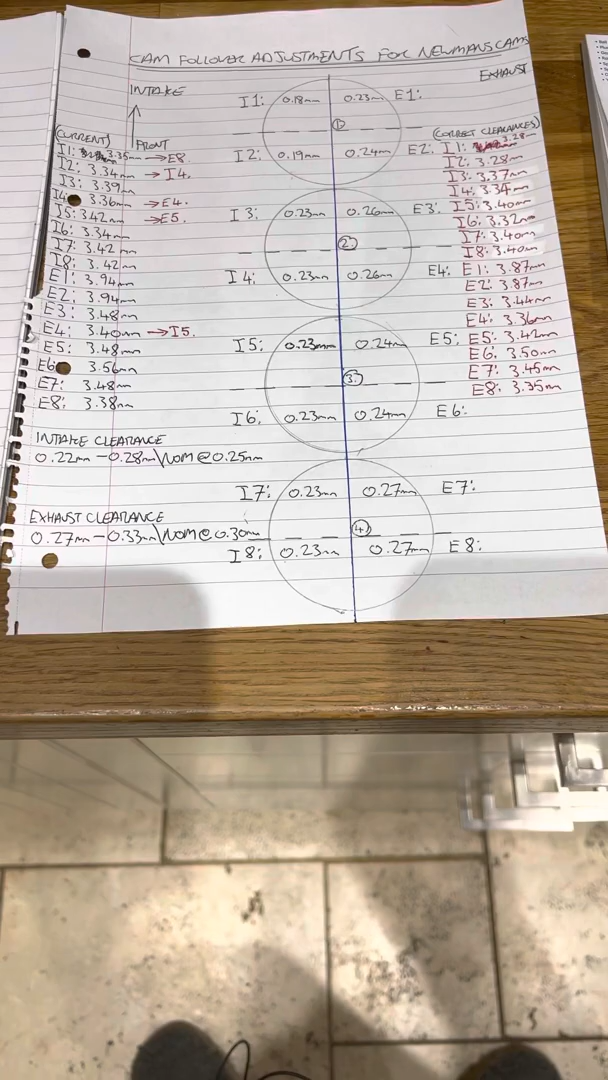 CAM FOLLOWER ADJUSTMENTS FOR NEWMANS CAMS
INTAKE
EXHAUST
FRONT
(CURRENT)
I1: 3.35mm → E8.
I2: 3.34mm → I4.
I3: 3.39mm
I4: 3.36mm → E4.
I5: 3.42mm → E5.
I6: 3.34mm
I7: 3.42mm
I8: 3.42mm
E1: 3.94mm
E2: 3.94mm
E3: 3.48mm
E4: 3.40mm → I5.
E5: 3.48mm
E6: 3.56mm
E7: 3.48mm
E8: 3.38mm
INTAKE CLEARANCE
0.22mm - 0.28mm\NOM @ 0.25mm
EXHAUST CLEARANCE
0.27mm - 0.33mm\NOM @ 0.30mm
I1: 0.18mm 0.23mm E1:
1
I2: 0.19mm 0.24mm E2:
I3: 0.23mm 0.26mm E3:
2
I4: 0.23mm 0.26mm E4:
I5: 0.23mm 0.24mm E5:
3
I6: 0.23mm 0.24mm E6:
I7: 0.23mm 0.27mm E7:
4
I8: 0.23mm 0.27mm E8:
(CORRECT CLEARANCES)
I1: 3.28
I2: 3.28mm
I3: 3.37mm
I4: 3.34mm
I5: 3.40mm
I6: 3.32mm
I7: 3.40mm
I8: 3.40mm
E1: 3.87mm
E2: 3.87mm
E3: 3.44mm
E4: 3.36mm
E5: 3.42mm
E6: 3.50mm
E7: 3.45mm
E8: 3.35mm